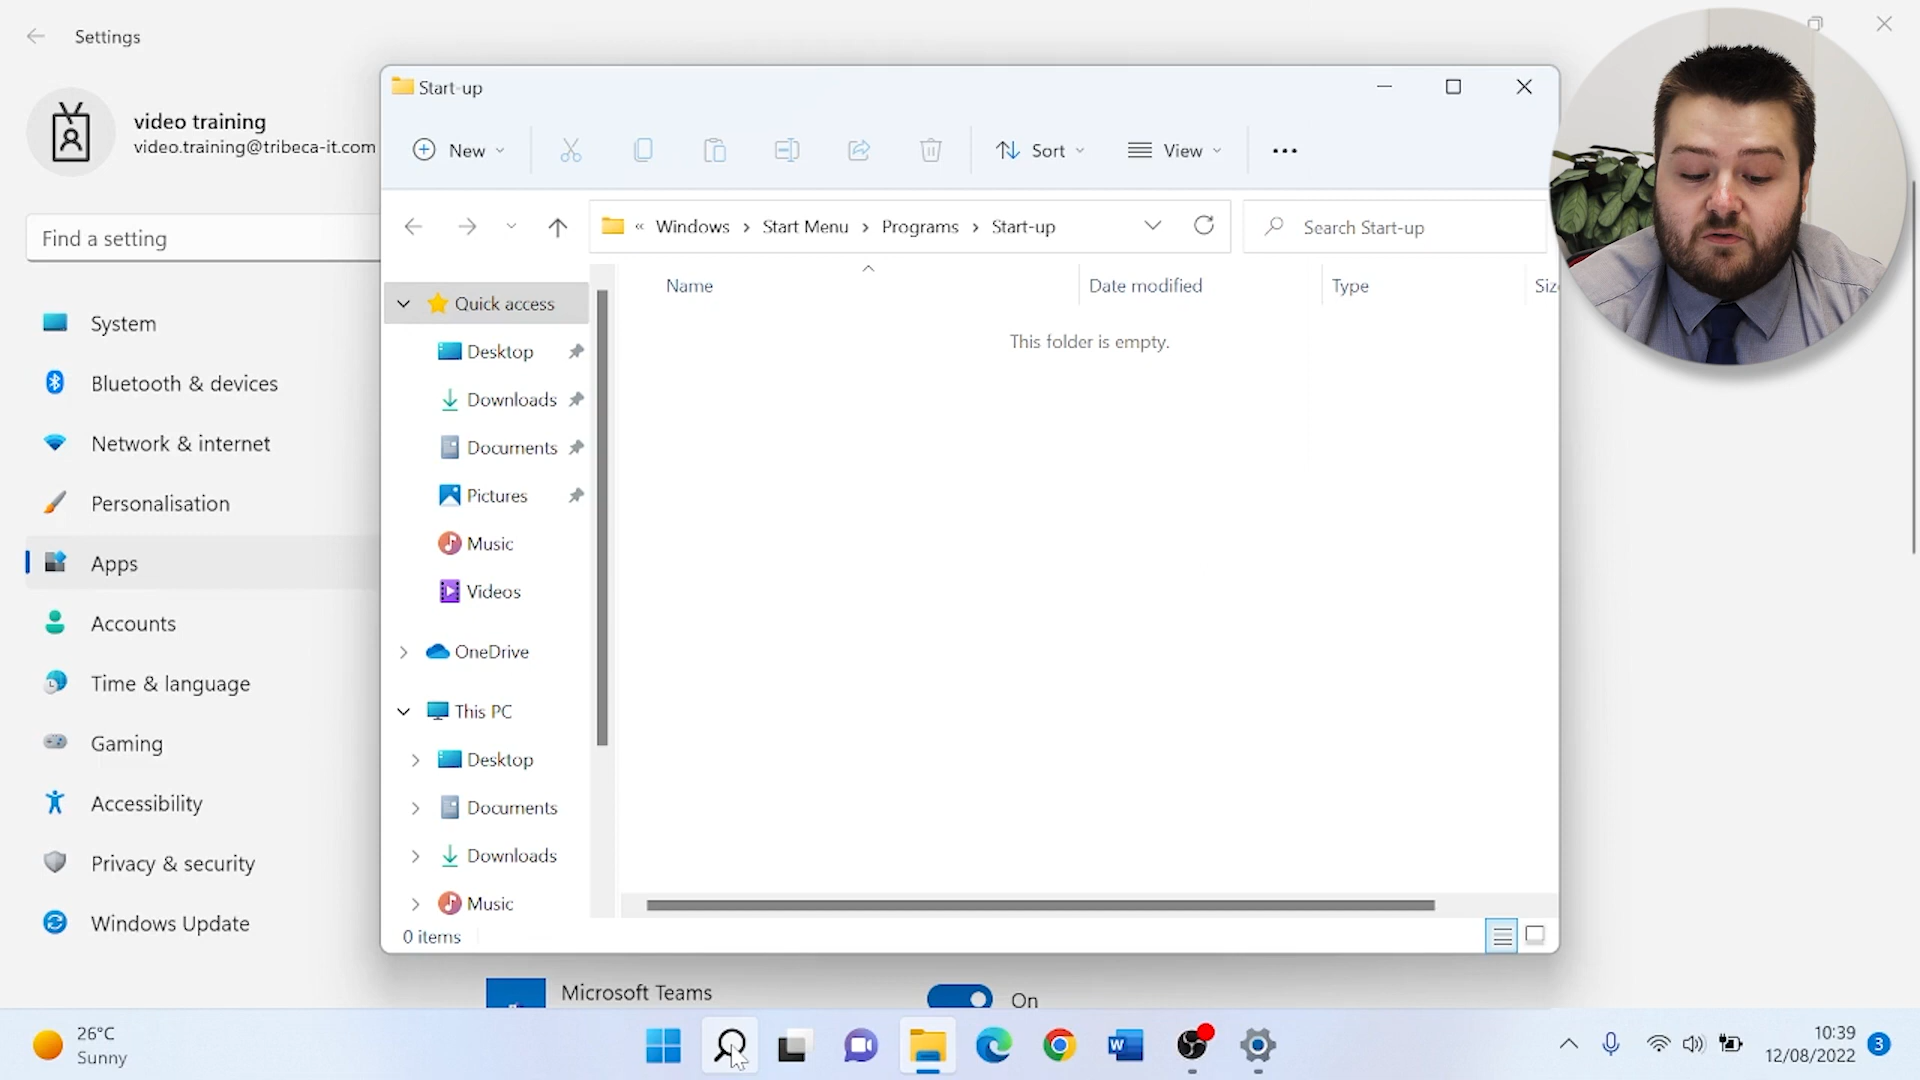 Settings
video training
video.training@tribeca-it.com
Find a setting
System
Bluetooth & devices
Network & internet
Personalisation
Apps
Accounts
Time & language
Gaming
Accessibility
Privacy & security
Windows Update
Start-up
New
Sort
View
« Windows > Start Menu > Programs > Start-up
Search Start-up
Name Date modified Type
This folder is empty.
Quick access
Desktop
Downloads
Documents
Pictures
Music
Videos
OneDrive
This PC
Desktop
Documents
Downloads
Music
0 items
Microsoft Teams On
26°C
Sunny
W
10:39
12/08/2022
3